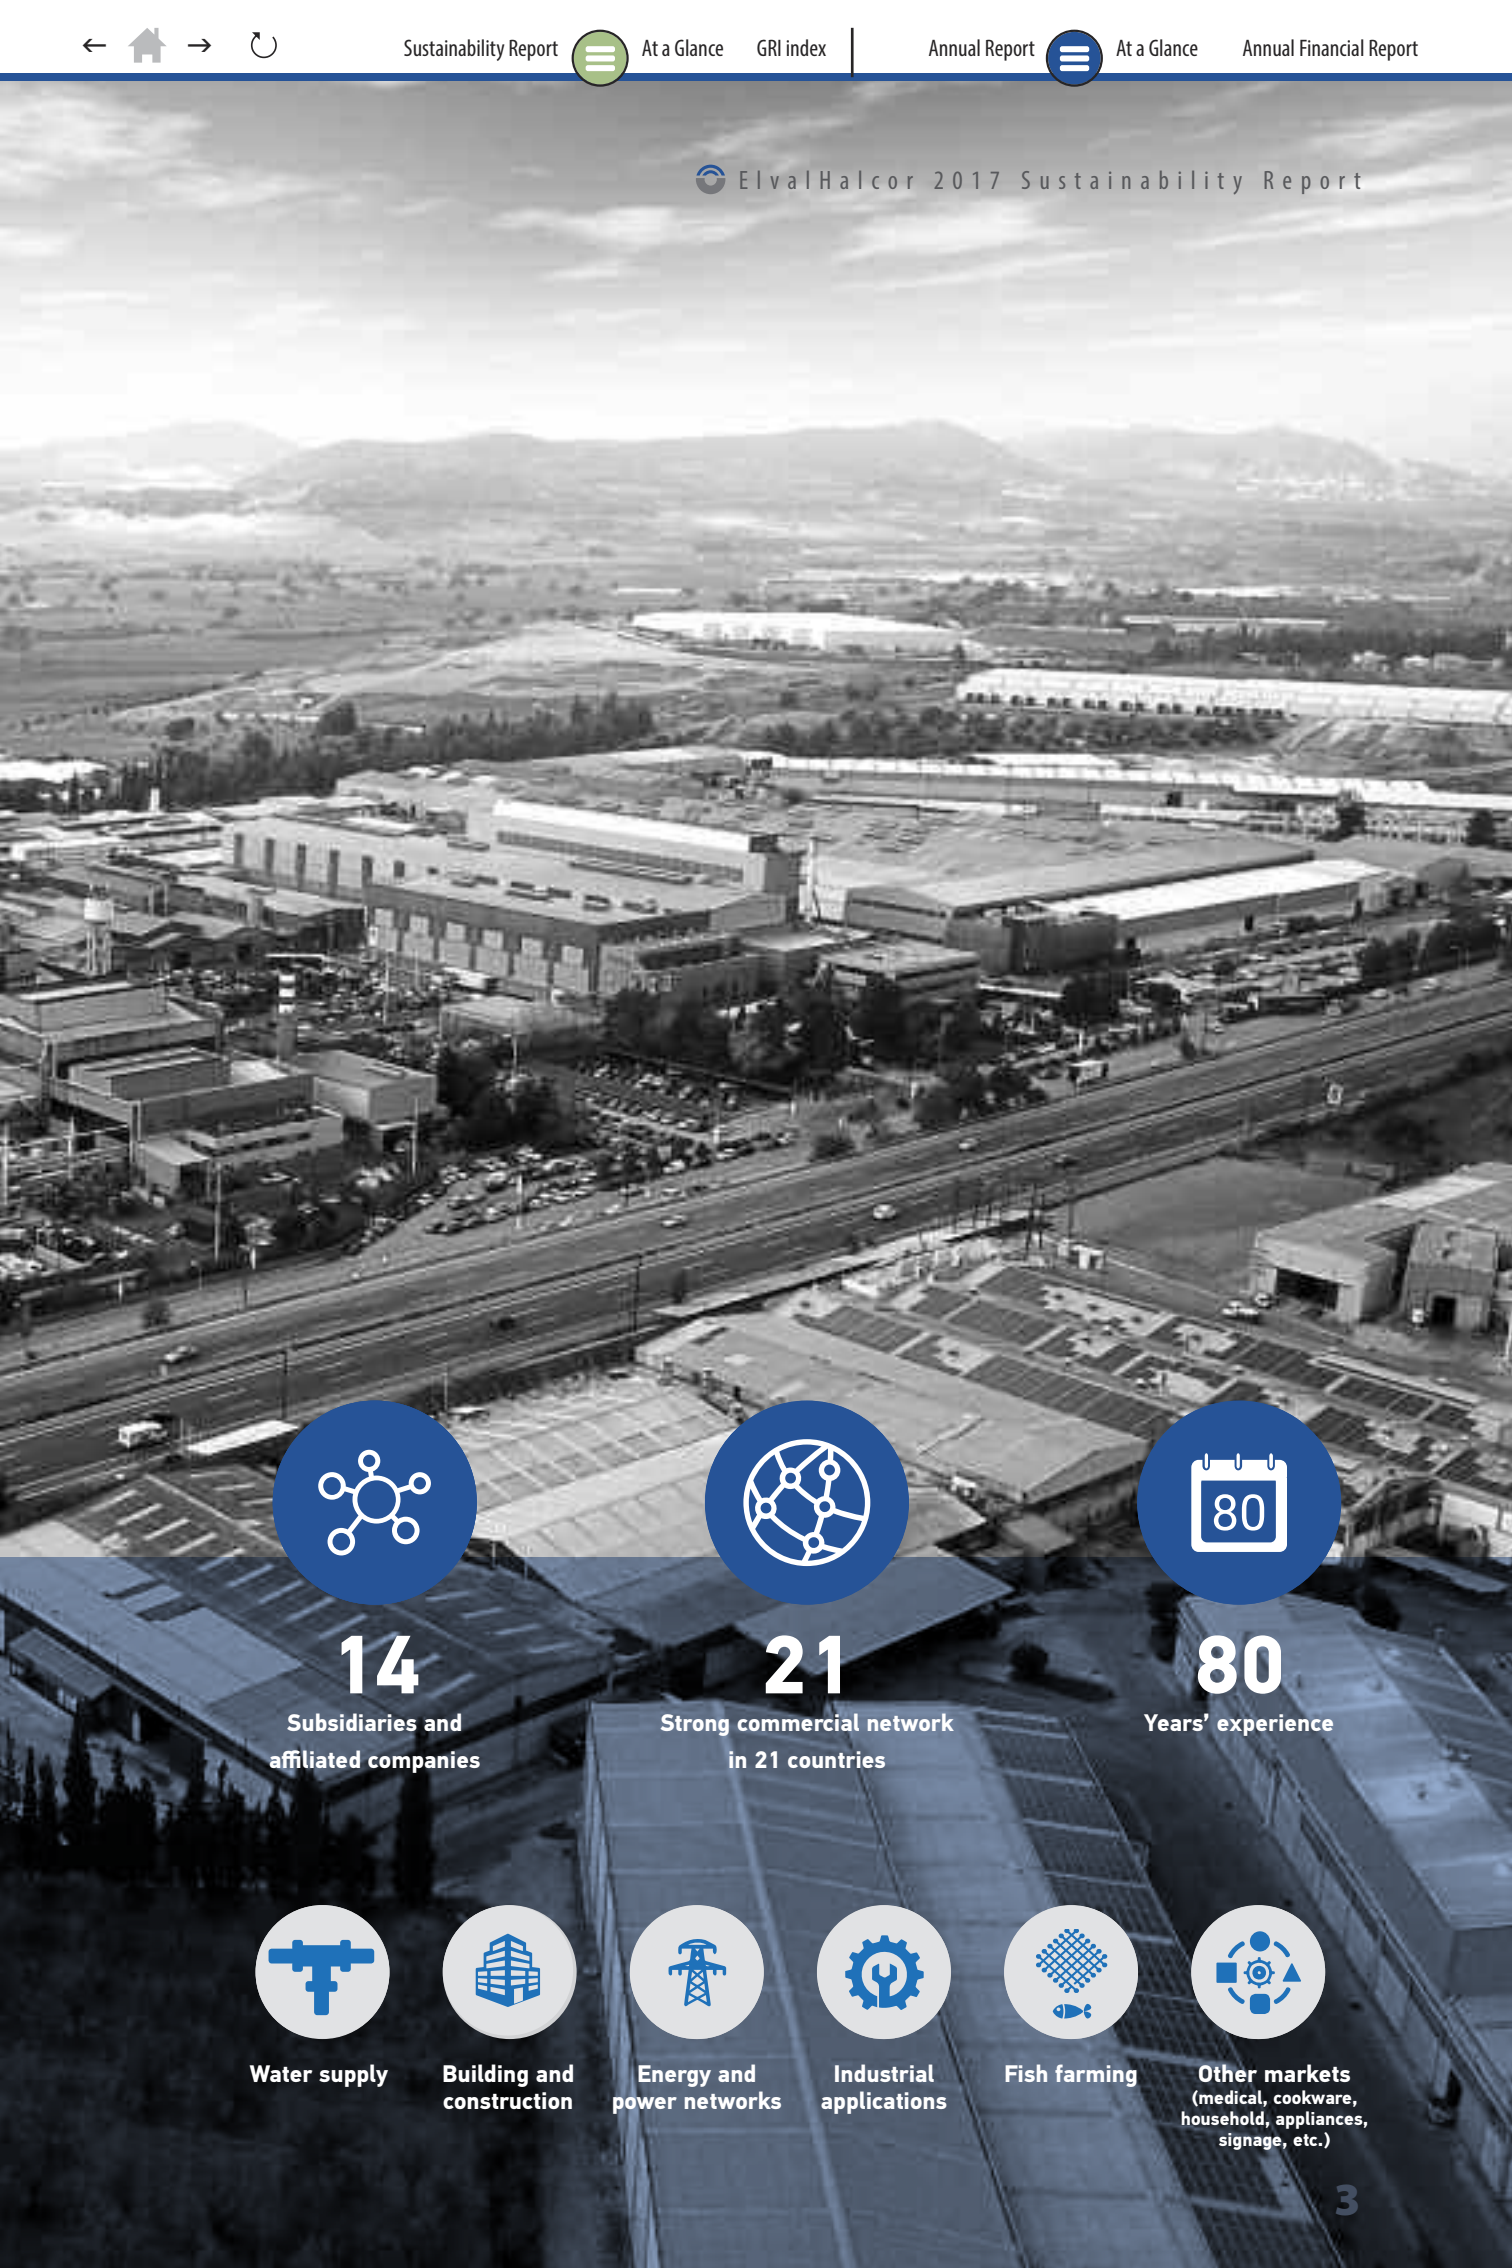 Sustainability Report At a Glance GRI index Annual Report At a Glance Annual Financial Report
ElvalHalcor 2017 Sustainability Report
80
14
Subsidiaries and
affiliated companies
21
Strong commercial network
in 21 countries
80
Years’ experience
Water supply
Building and
construction
Energy and
power networks
Industrial
applications
Fish farming
Other markets
(medical, cookware,
household, appliances,
signage, etc.)
3